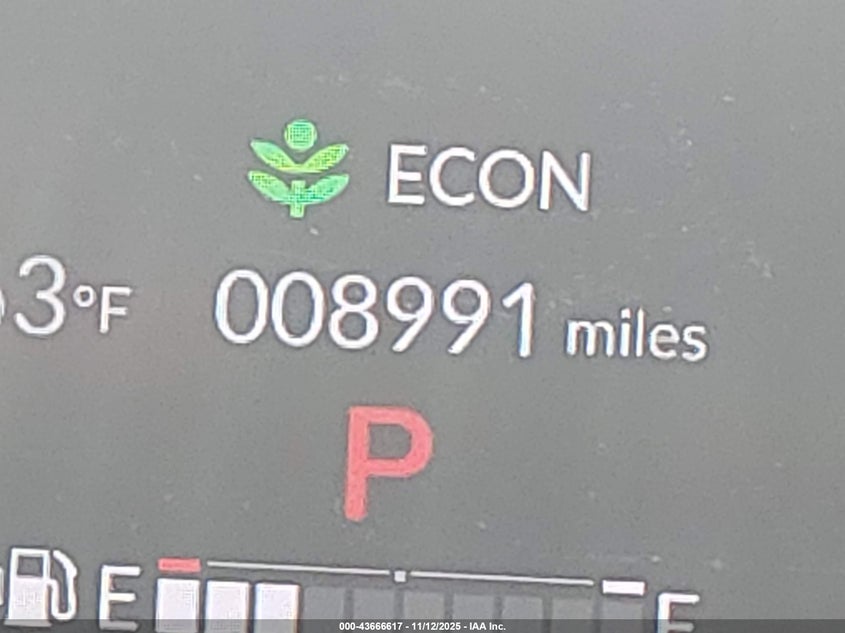 ECON
3°F 008991 miles
P
E F
000-43666617 - 11/12/2025 - IAA Inc.